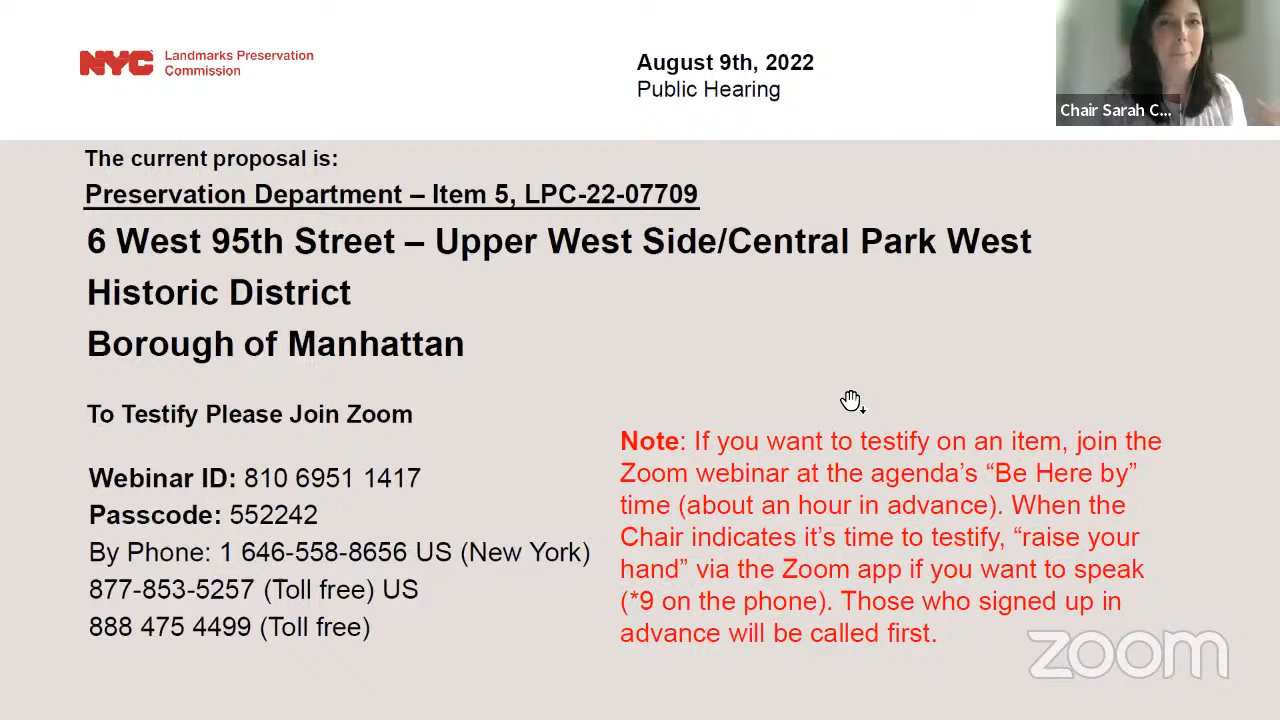 NYC Landmarks Preservation
Commission
August 9th, 2022
Public Hearing
Chair Sarah C...
The current proposal is:
Preservation Department – Item 5, LPC-22-07709
6 West 95th Street – Upper West Side/Central Park West
Historic District
Borough of Manhattan
To Testify Please Join Zoom
Webinar ID: 810 6951 1417
Passcode: 552242
By Phone: 1 646-558-8656 US (New York)
877-853-5257 (Toll free) US
888 475 4499 (Toll free)
Note: If you want to testify on an item, join the
Zoom webinar at the agenda’s “Be Here by”
time (about an hour in advance). When the
Chair indicates it’s time to testify, “raise your
hand” via the Zoom app if you want to speak
(*9 on the phone). Those who signed up in
advance will be called first.
zoom